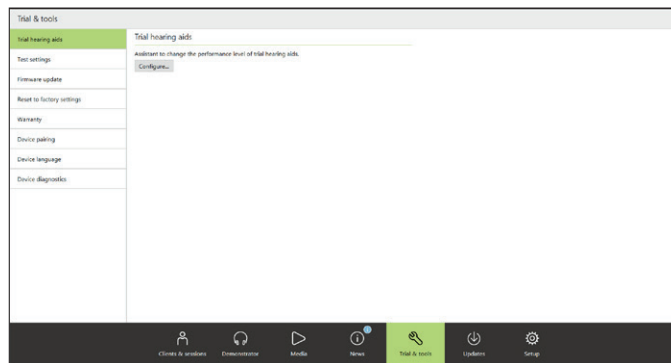 Trial & tools
Trial hearing aids
Test settings
Firmware update
Reset to factory settings
Warranty
Device pairing
Device language
Device diagnostics
Trial hearing aids
Assistant to change the performance level of trial hearing aids.
Configure...
Clients & sessions
Demonstrator
Media
News
Trial & tools
Updates
Setup